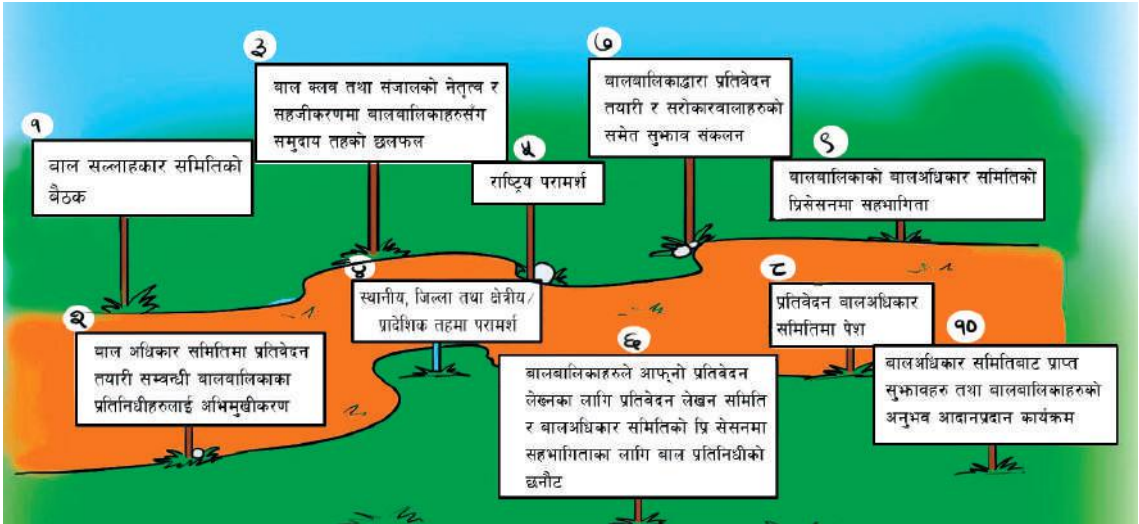 १
बाल सल्लाहकार समितिको
बैठक
२
बाल अधिकार समितिमा प्रतिवेदन
तयारी सम्वन्धी बालबालिकाका
प्रतिनिधीहरुलाई अभिमुखीकरण
३
बाल क्लव तथा संजालको नेतृत्व र
सहजीकरणमा बालबालिकाहरुसँग
समुदाय तहको छलफल
४
स्थानीय, जिल्ला तथा क्षेत्रीय/
प्रादेशिक तहमा परामर्श
५
राष्ट्रिय परामर्श
६
बालबालिकाहरुले आफ्नो प्रतिवेदन
लेख्नका लागि प्रतिवेदन लेखन समिति
र बालअधिकार समितिको प्रि सेसनमा
सहभागिताका लागि बाल प्रतिनिधीको
छनौट
७
बालबालिकाद्धारा प्रतिवेदन
तयारी र सरोकारवालाहरुको
समेत सुझाव संकलन
८
प्रतिवेदन बालअधिकार
समितिमा पेश
९
बालबालिकाको बालअधिकार समितिको
प्रिसेसनमा सहभागिता
१०
बालअधिकार समितिबाट प्राप्त
सुझावहरु तथा बालबालिकाहरुको
अनुभव आदानप्रदान कार्यक्रम